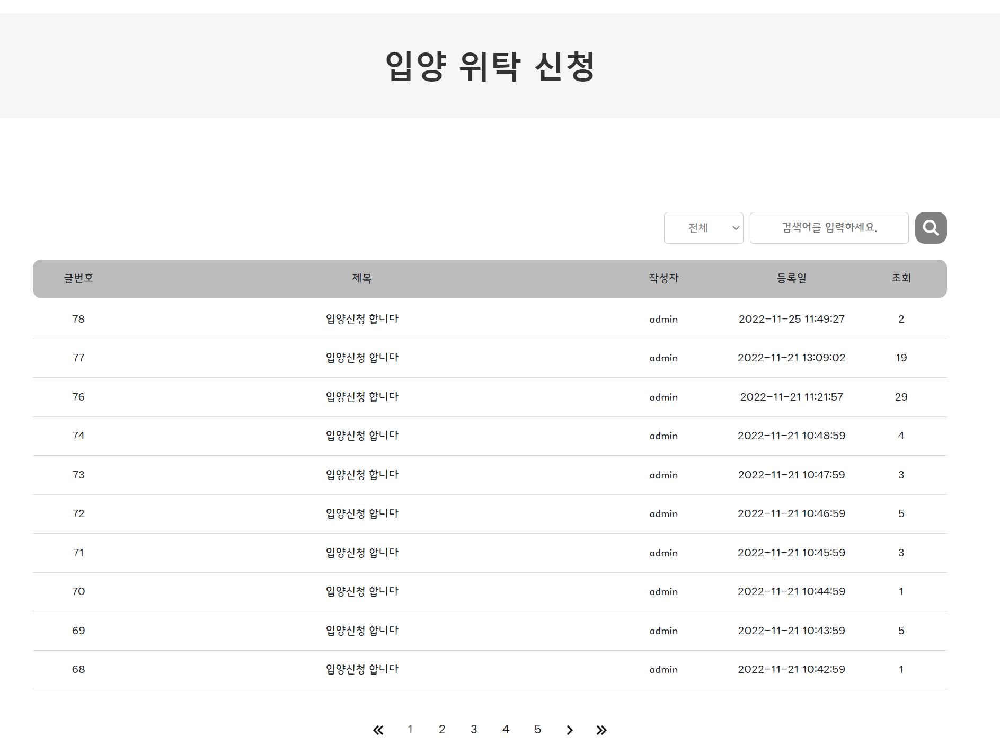 입양 위탁 신청
전체 검색어를 입력하세요.
글번호 제목 작성자 등록일 조회
78 입양신청 합니다 admin 2022-11-25 11:49:27 2
77 입양신청 합니다 admin 2022-11-21 13:09:02 19
76 입양신청 합니다 admin 2022-11-21 11:21:57 29
74 입양신청 합니다 admin 2022-11-21 10:48:59 4
73 입양신청 합니다 admin 2022-11-21 10:47:59 3
72 입양신청 합니다 admin 2022-11-21 10:46:59 5
71 입양신청 합니다 admin 2022-11-21 10:45:59 3
70 입양신청 합니다 admin 2022-11-21 10:44:59 1
69 입양신청 합니다 admin 2022-11-21 10:43:59 5
68 입양신청 합니다 admin 2022-11-21 10:42:59 1
1 2 3 4 5